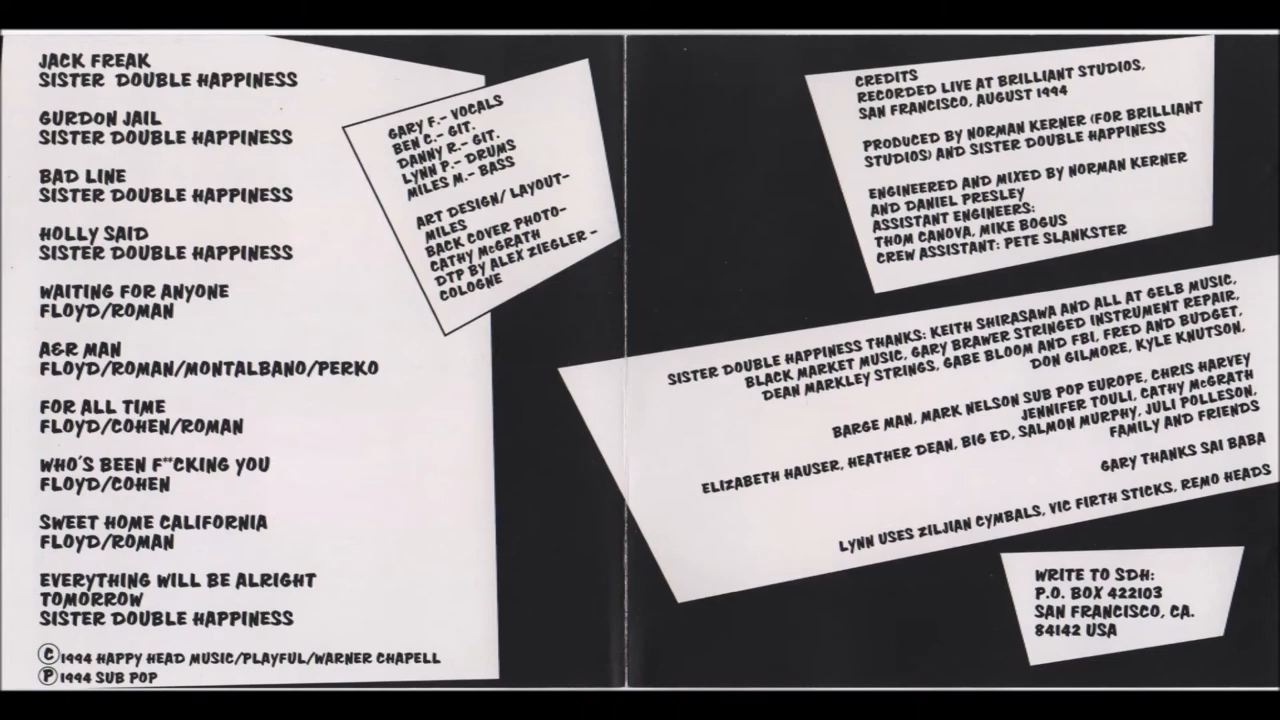 JACK FREAK
SISTER DOUBLE HAPPINESS
GURDON JAIL
SISTER DOUBLE HAPPINESS
BAD LINE
SISTER DOUBLE HAPPINESS
HOLLY SAID
SISTER DOUBLE HAPPINESS
WAITING FOR ANYONE
FLOYD/ROMAN
A&R MAN
FLOYD/ROMAN/MONTALBANO/PERKO
FOR ALL TIME
FLOYD/COHEN/ROMAN
WHO'S BEEN F**CKING YOU
FLOYD/COHEN
SWEET HOME CALIFORNIA
FLOYD/ROMAN
EVERYTHING WILL BE ALRIGHT
TOMORROW
SISTER DOUBLE HAPPINESS
©1994 HAPPY HEAD MUSIC/PLAYFUL/WARNER CHAPELL
℗1994 SUB POP
GARY F.- VOCALS
BEN C.- GIT.
DANNY R.- GIT.
LYNN P.- DRUMS
MILES M.- BASS
ART DESIGN/ LAYOUT-
MILES
BACK COVER PHOTO-
CATHY McGRATH
DTP BY ALEX ZIEGLER -
COLOGNE
CREDITS
RECORDED LIVE AT BRILLIANT STUDIOS,
SAN FRANCISCO, AUGUST 1994
PRODUCED BY NORMAN KERNER (FOR BRILLIANT
STUDIOS) AND SISTER DOUBLE HAPPINESS
ENGINEERED AND MIXED BY NORMAN KERNER
AND DANIEL PRESLEY
ASSISTANT ENGINEERS:
THOM CANOVA, MIKE BOGUS
CREW ASSISTANT: PETE SLANKSTER
SISTER DOUBLE HAPPINESS THANKS: KEITH SHIRASAWA AND ALL AT GELB MUSIC,
BLACK MARKET MUSIC, GARY BRAWER STRINGED INSTRUMENT REPAIR,
DEAN MARKLEY STRINGS, GABE BLOOM AND FBI, FRED AND BUDGET,
DON GILMORE, KYLE KNUTSON,
BARGE MAN, MARK NELSON SUB POP EUROPE, CHRIS HARVEY
JENNIFER TOULI, CATHY McGRATH
ELIZABETH HAUSER, HEATHER DEAN, BIG ED, SALMON MURPHY, JULI POLLESON,
FAMILY AND FRIENDS
GARY THANKS SAI BABA
LYNN USES ZILJIAN CYMBALS, VIC FIRTH STICKS, REMO HEADS
WRITE TO SDH:
P.O. BOX 422103
SAN FRANCISCO, CA.
84142 USA